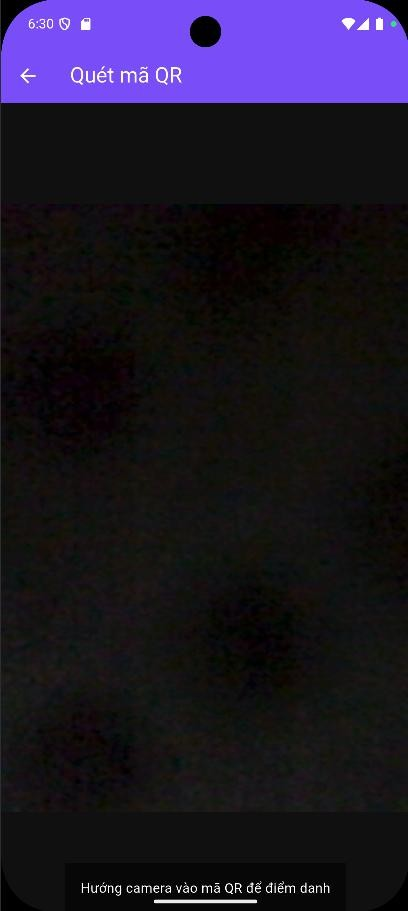 6:30
Quét mã QR
Hướng camera vào mã QR để điểm danh